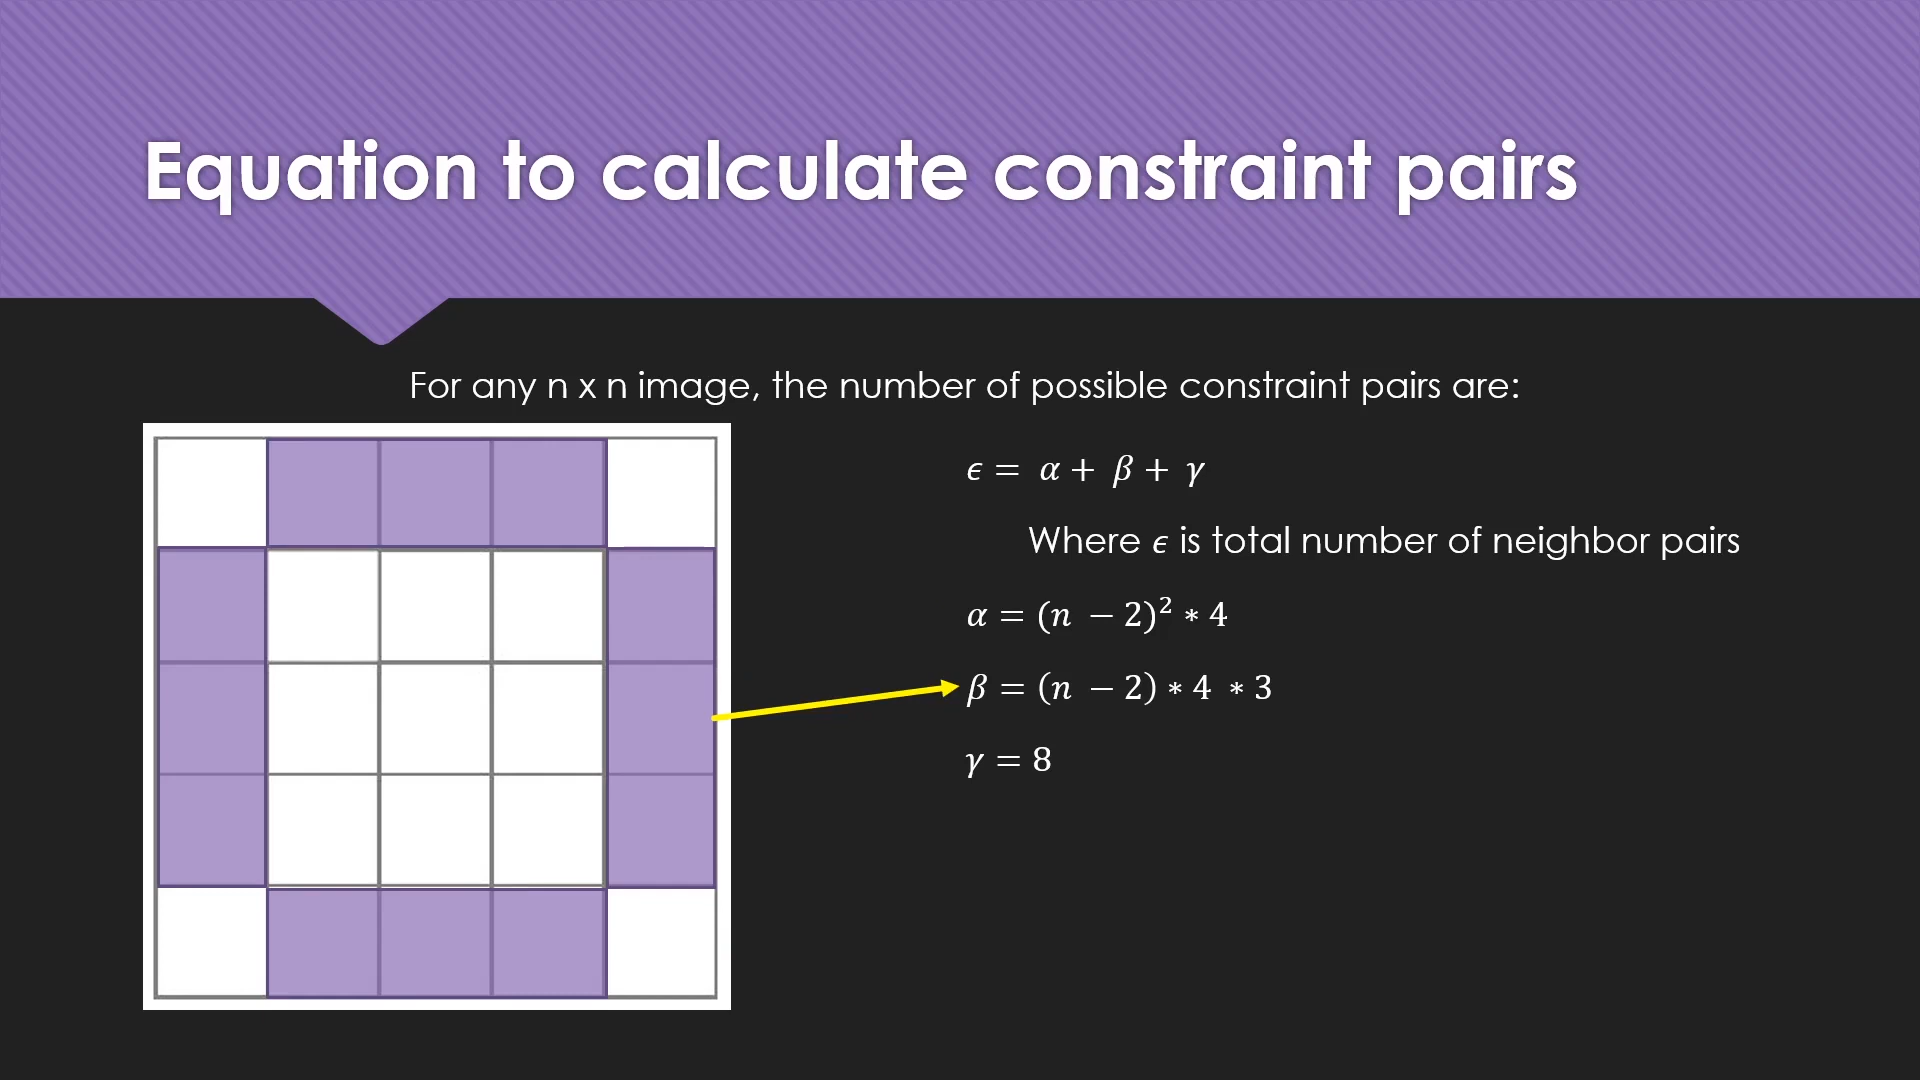 Equation to calculate constraint pairs
For any n x n image, the number of possible constraint pairs are:
ϵ = α + β + γ
Where ϵ is total number of neighbor pairs
α = (n − 2)² ∗ 4
β = (n − 2) ∗ 4 ∗ 3
γ = 8